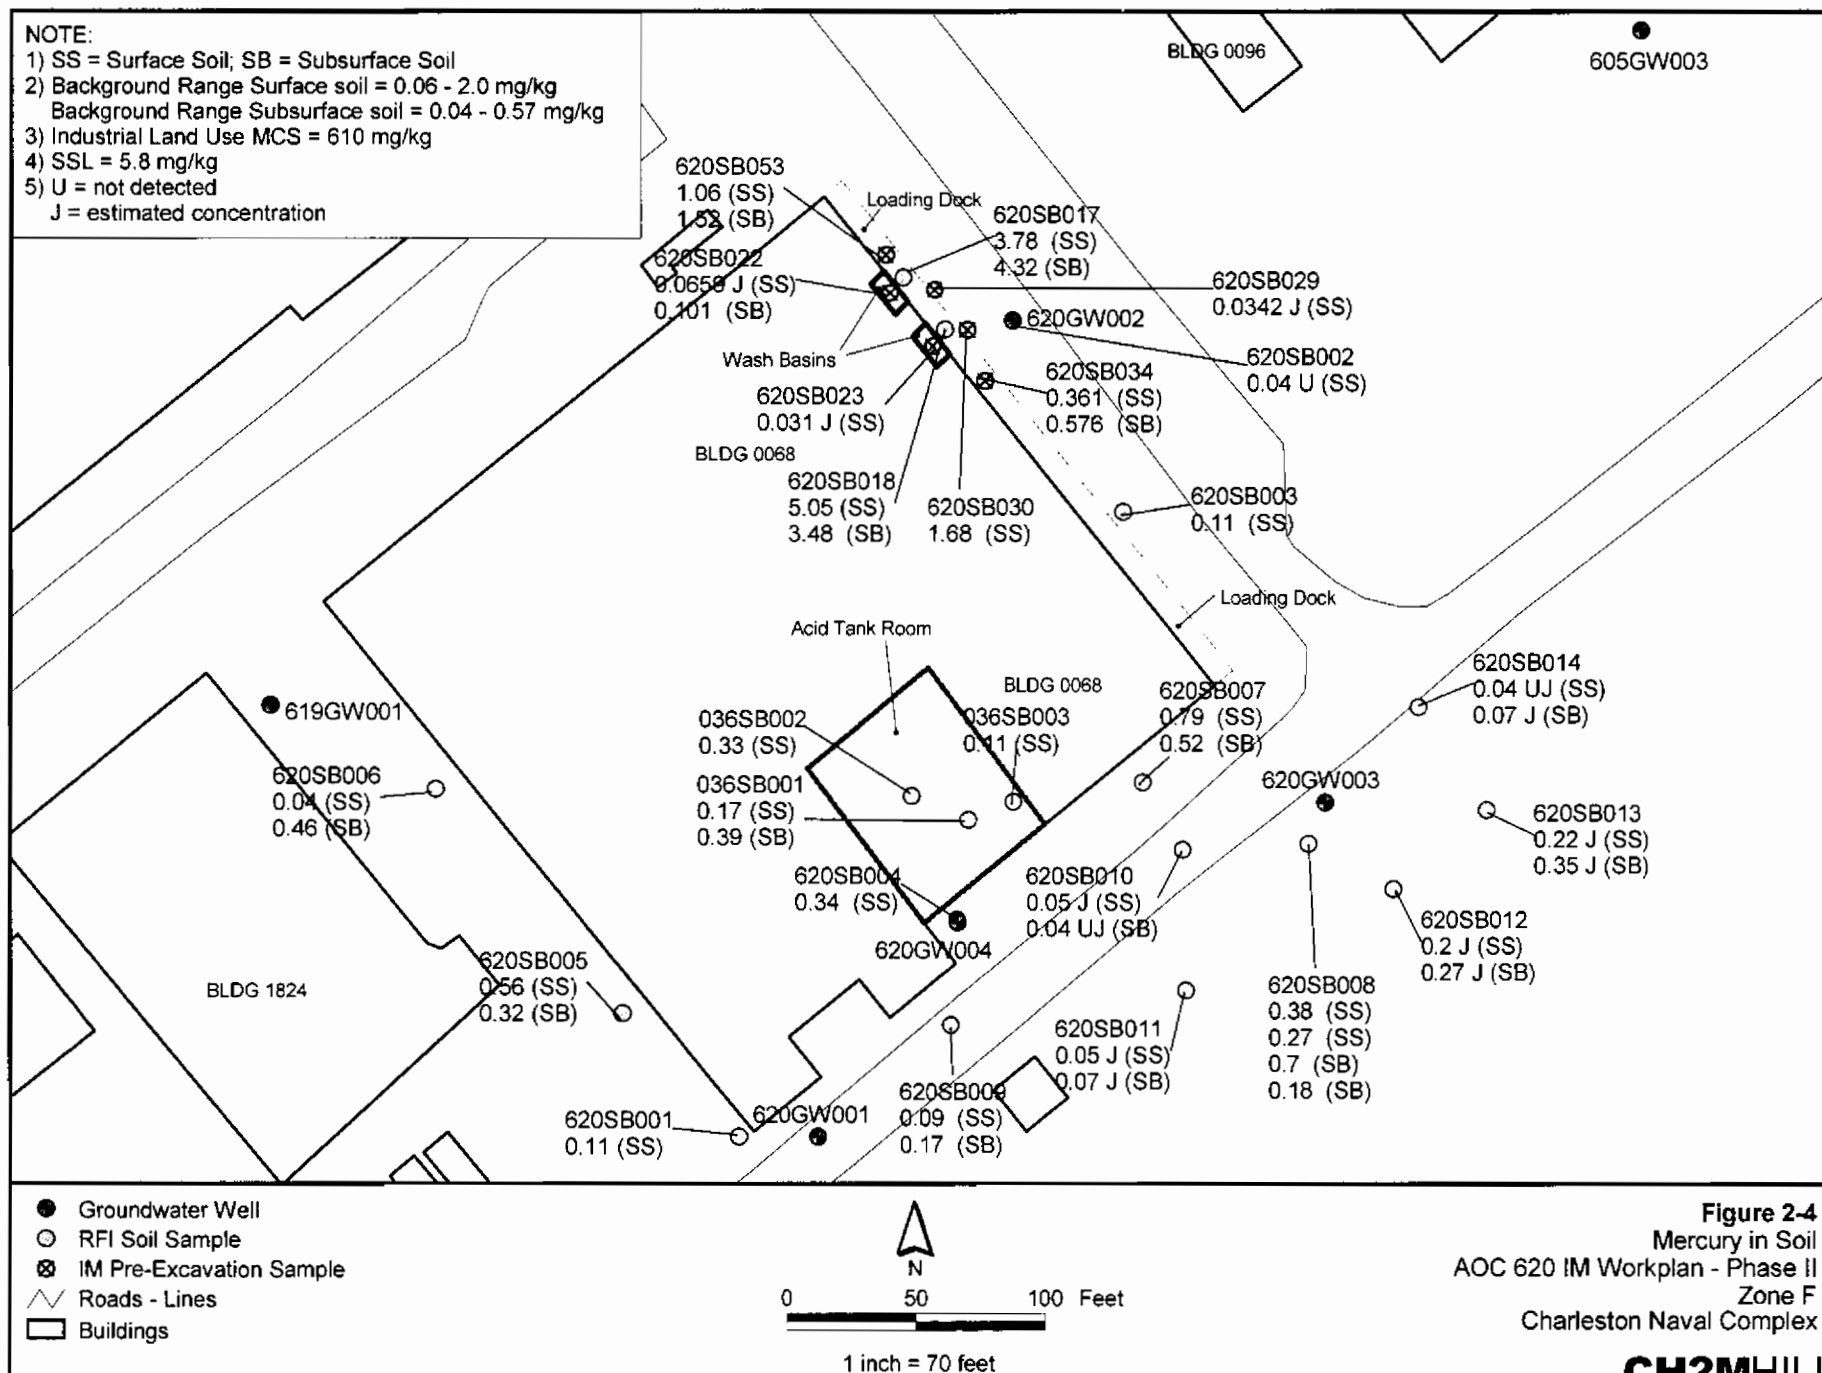 NOTE:
1) SS = Surface Soil; SB = Subsurface Soil
2) Background Range Surface soil = 0.06 - 2.0 mg/kg
Background Range Subsurface soil = 0.04 - 0.57 mg/kg
3) Industrial Land Use MCS = 610 mg/kg
4) SSL = 5.8 mg/kg
5) U = not detected
J = estimated concentration
BLDG 0096
605GW003
620SB053
1.06 (SS)
1.52 (SB)
Loading Dock
620SB017
3.78 (SS)
4.32 (SB)
620SB022
0.0659 J (SS)
0.101 (SB)
620SB029
0.0342 J (SS)
620GW002
Wash Basins
620SB002
0.04 U (SS)
620SB034
0.361 (SS)
0.576 (SB)
620SB023
0.031 J (SS)
BLDG 0068
620SB018
5.05 (SS)
3.48 (SB)
620SB030
1.68 (SS)
620SB003
0.11 (SS)
Loading Dock
Acid Tank Room
BLDG 0068
620SB014
0.04 UJ (SS)
0.07 J (SB)
619GW001
036SB002
0.33 (SS)
036SB003
0.11 (SS)
620SB007
0.79 (SS)
0.52 (SB)
620SB006
0.04 (SS)
0.46 (SB)
036SB001
0.17 (SS)
0.39 (SB)
620GW003
620SB013
0.22 J (SS)
0.35 J (SB)
620SB004
0.34 (SS)
620SB010
0.05 J (SS)
0.04 UJ (SB)
620SB012
0.2 J (SS)
0.27 J (SB)
620GW004
620SB005
0.56 (SS)
0.32 (SB)
BLDG 1824
620SB008
0.38 (SS)
0.27 (SS)
0.7 (SB)
0.18 (SB)
620SB011
0.05 J (SS)
0.07 J (SB)
620SB009
0.09 (SS)
0.17 (SB)
620SB001
0.11 (SS)
620GW001
Groundwater Well
RFI Soil Sample
IM Pre-Excavation Sample
Roads - Lines
Buildings
N
0 50 100 Feet
1 inch = 70 feet
Figure 2-4
Mercury in Soil
AOC 620 IM Workplan - Phase II
Zone F
Charleston Naval Complex
CH2MHILL